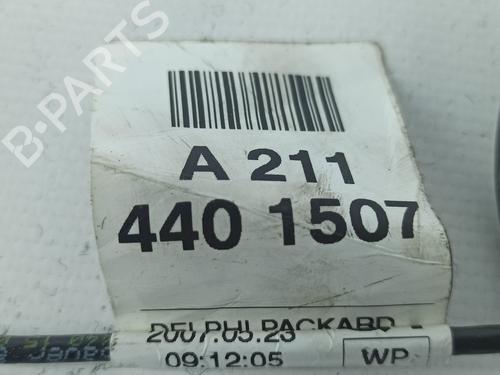 B-PARTS
A 211
440 1507
DELPHI PACKARD
2007.05.23
09:12:05
WP